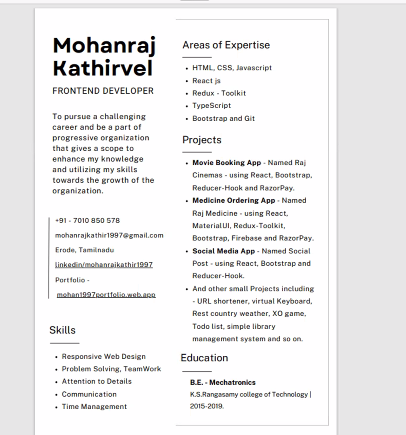 Mohanraj
Kathirvel
FRONTEND DEVELOPER
To pursue a challenging
career and be a part of
progressive organization
that gives a scope to
enhance my knowledge
and utilizing my skills
towards the growth of the
organization.
+91 - 7010 850 578
mohanrajkathir1997@gmail.com
Erode, Tamilnadu
linkedin/mohanrajkathir1997
Portfolio -
mohan1997portfolio.web.app
Skills
• Responsive Web Design
• Problem Solving, TeamWork
• Attention to Details
• Communication
• Time Management
Areas of Expertise
• HTML, CSS, Javascript
• React js
• Redux - Toolkit
• TypeScript
• Bootstrap and Git
Projects
• Movie Booking App - Named Raj
Cinemas - using React, Bootstrap,
Reducer-Hook and RazorPay.
• Medicine Ordering App - Named
Raj Medicine - using React,
MaterialUI, Redux-Toolkit,
Bootstrap, Firebase and RazorPay.
• Social Media App - Named Social
Post - using React, Bootstrap and
Reducer-Hook.
• And other small Projects including
- URL shortener, virtual Keyboard,
Rest country weather, XO game,
Todo list, simple library
management system and so on.
Education
B.E. - Mechatronics
K.S.Rangasamy college of Technology |
2015-2019.